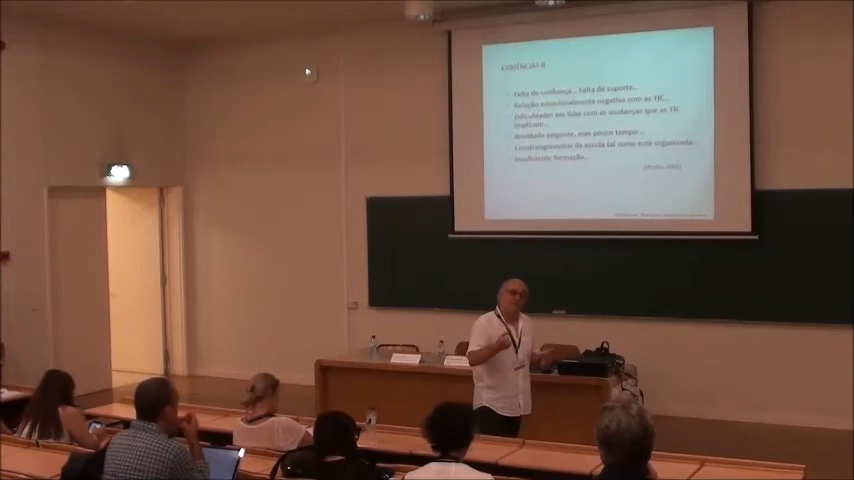 EVIDÊNCIAS 6
Falta de confiança... Falta de suporte...
Relação emocionalmente negativa com as TIC...
Dificuldades em lidar com as mudanças que as TIC
implicam...
Atividade exigente, mas pouco tempo...
Constrangimentos da escola tal como está organizada...
Insuficiente formação...